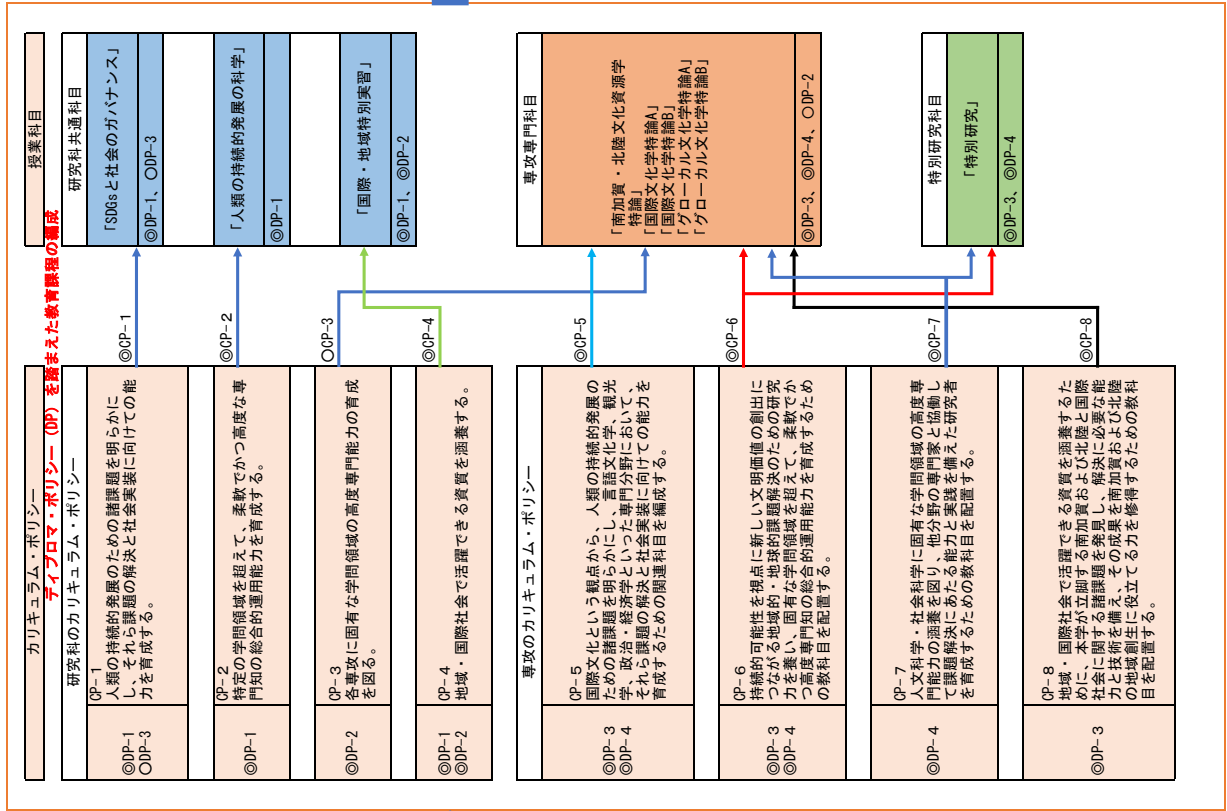 ディプロマ・ポリシー（DP）を踏まえた教育課程の編成
カリキュラム・ポリシー
研究科のカリキュラム・ポリシー
◎DP-1
○DP-3
CP-1
人類の持続的発展のための諸課題を明らかに
し、それら課題の解決と社会実装に向けての能
力を育成する。
◎DP-1
CP-2
特定の学問領域を超えて、柔軟でかつ高度な専
門知の総合的運用能力を育成する。
◎DP-2
CP-3
各専攻に固有な学問領域の高度専門能力の育成
を図る。
◎DP-1
◎DP-2
CP-4
地域・国際社会で活躍できる資質を涵養する。
専攻のカリキュラム・ポリシー
◎DP-3
◎DP-4
CP-5
国際文化という観点から、人類の持続的発展の
ための諸課題を明らかにし、言語文化学、観光
学、政治・経済学といった専門分野において、
それら課題の解決と社会実装に向けての能力を
育成するための関連科目を編成する。
◎DP-3
◎DP-4
CP-6
持続的可能性を視点に新しい文明価値の創出に
つながる地域的・地球的課題解決のための研究
力を養い、固有な学問領域を超えて、柔軟でか
つ高度専門知の総合的運用能力を育成するため
の教科目を配置する。
◎DP-4
CP-7
人文科学・社会科学に固有な学問領域の高度専
門能力の涵養を図り、他分野の専門家と協働し
て課題解決にあたる能力と実践を備えた研究者
を育成するための教科目を配置する。
◎DP-3
CP-8
地域・国際社会で活躍できる資質を涵養するた
めに、本学が立脚する南加賀および北陸と国際
社会に関する諸課題を発見し、解決に必要な能
力と技術を備え、その成果を南加賀および北陸
の地域創生に役立てる力を修得するための教科
目を配置する。
◎CP-1
◎CP-2
○CP-3
◎CP-4
◎CP-5
◎CP-6
◎CP-7
◎CP-8
授業科目
研究科共通科目
「SDGsと社会のガバナンス」
◎DP-1、○DP-3
「人類の持続的発展の科学」
◎DP-1
「国際・地域特別実習」
◎DP-1、◎DP-2
専攻専門科目
「南加賀・北陸文化資源学
特論」
「国際文化学特論A」
「国際文化学特論B」
「グローカル文化学特論A」
「グローカル文化学特論B」
◎DP-3、◎DP-4、○DP-2
特別研究科目
「特別研究」
◎DP-3、◎DP-4